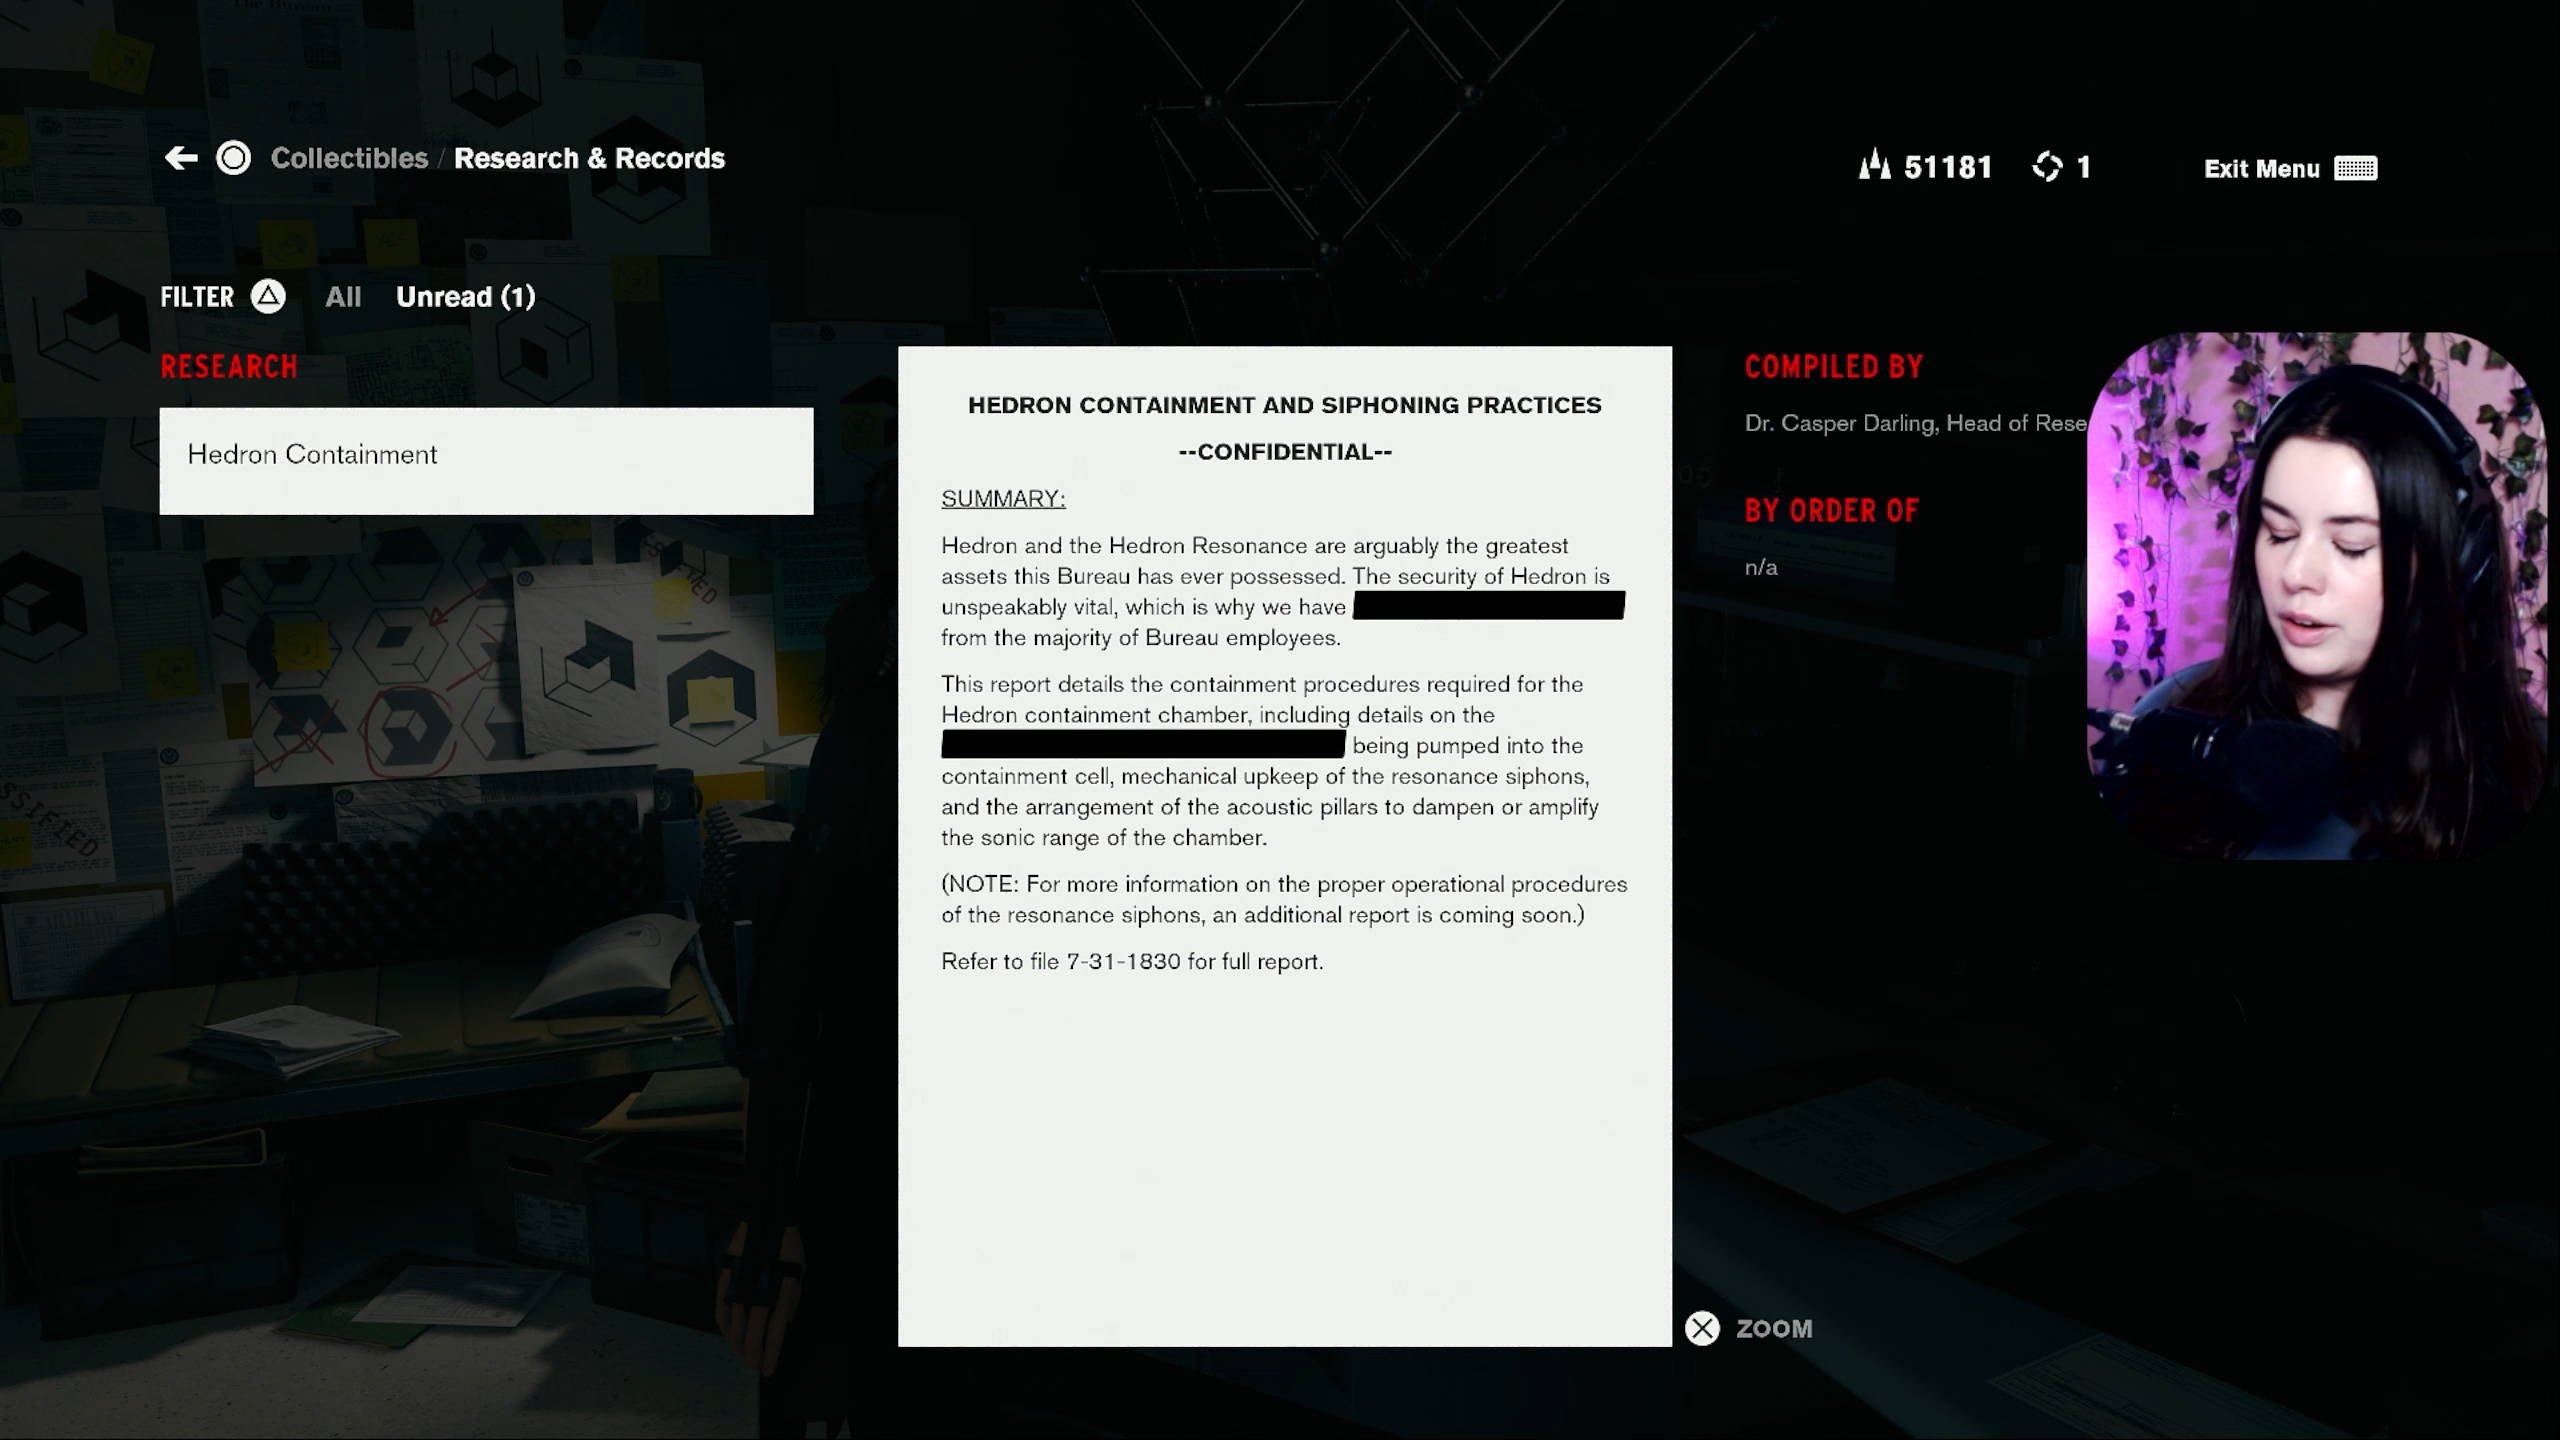 Collectibles / Research & Records
51181
1
Exit Menu
FILTER All Unread (1)
RESEARCH
Hedron Containment
HEDRON CONTAINMENT AND SIPHONING PRACTICES
--CONFIDENTIAL--
SUMMARY:
Hedron and the Hedron Resonance are arguably the greatest
assets this Bureau has ever possessed. The security of Hedron is
unspeakably vital, which is why we have
from the majority of Bureau employees.
This report details the containment procedures required for the
Hedron containment chamber, including details on the
being pumped into the
containment cell, mechanical upkeep of the resonance siphons,
and the arrangement of the acoustic pillars to dampen or amplify
the sonic range of the chamber.
(NOTE: For more information on the proper operational procedures
of the resonance siphons, an additional report is coming soon.)
Refer to file 7-31-1830 for full report.
COMPILED BY
Dr. Casper Darling, Head of Rese
BY ORDER OF
n/a
ZOOM